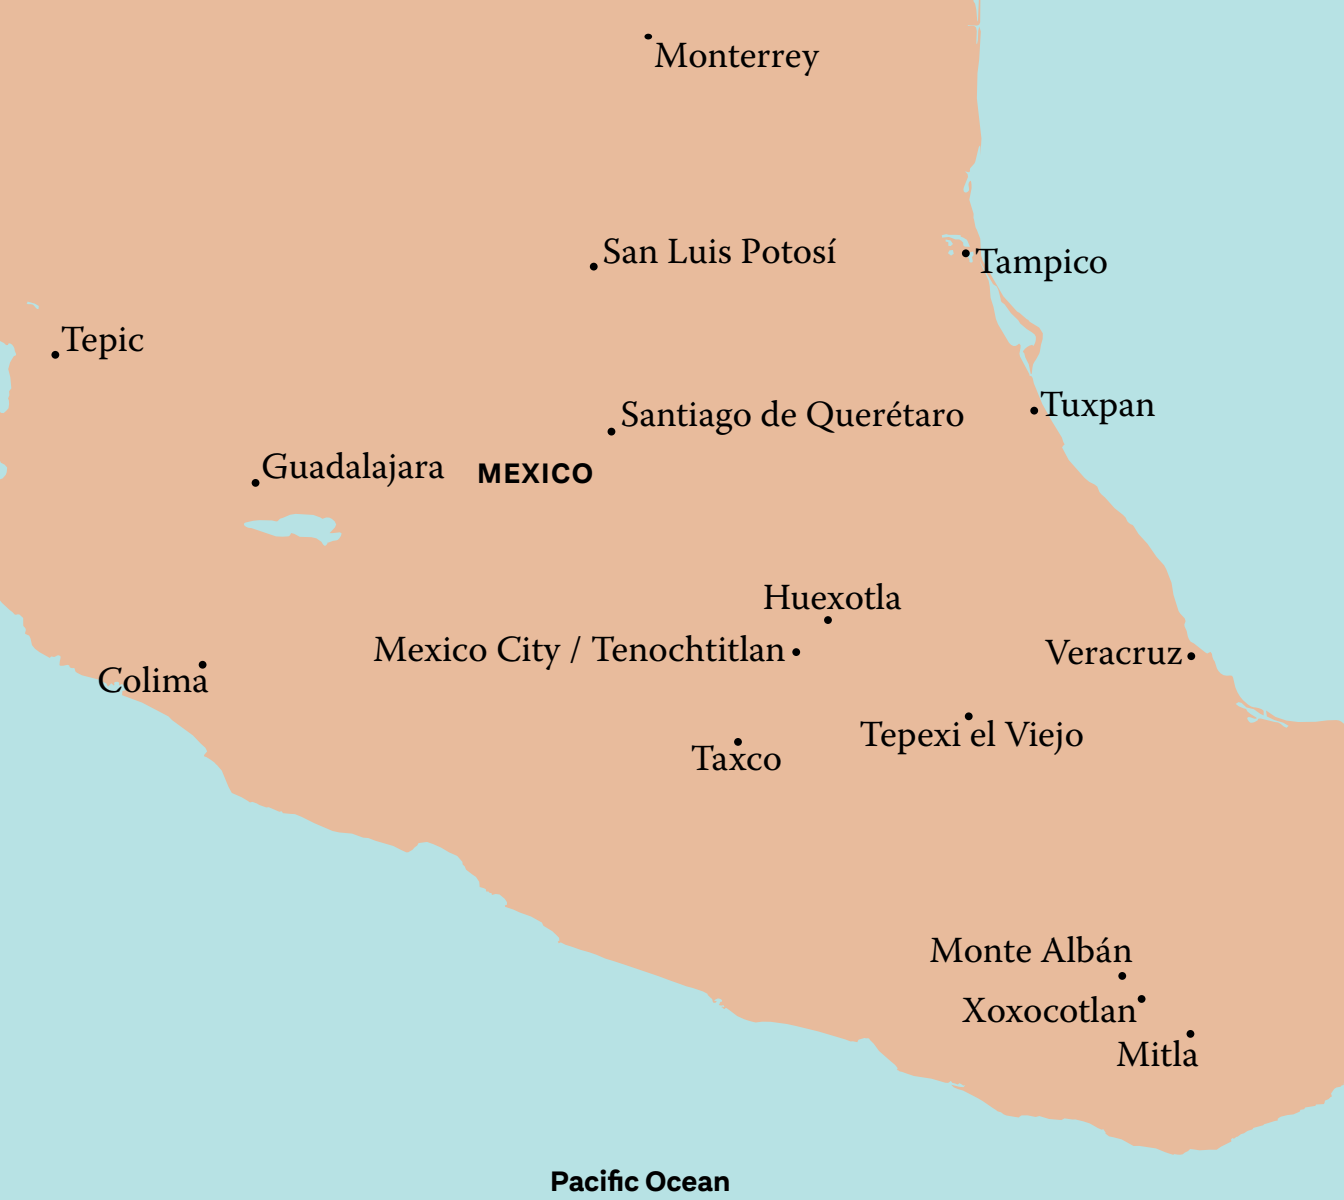 Monterrey
San Luis Potosí
Tampico
Tepic
Tuxpan
Santiago de Querétaro
Guadalajara
MEXICO
Huexotla
Mexico City / Tenochtitlan
Veracruz
Colima
Tepexi el Viejo
Taxco
Monte Albán
Xoxocotlan
Mitla
Pacific Ocean